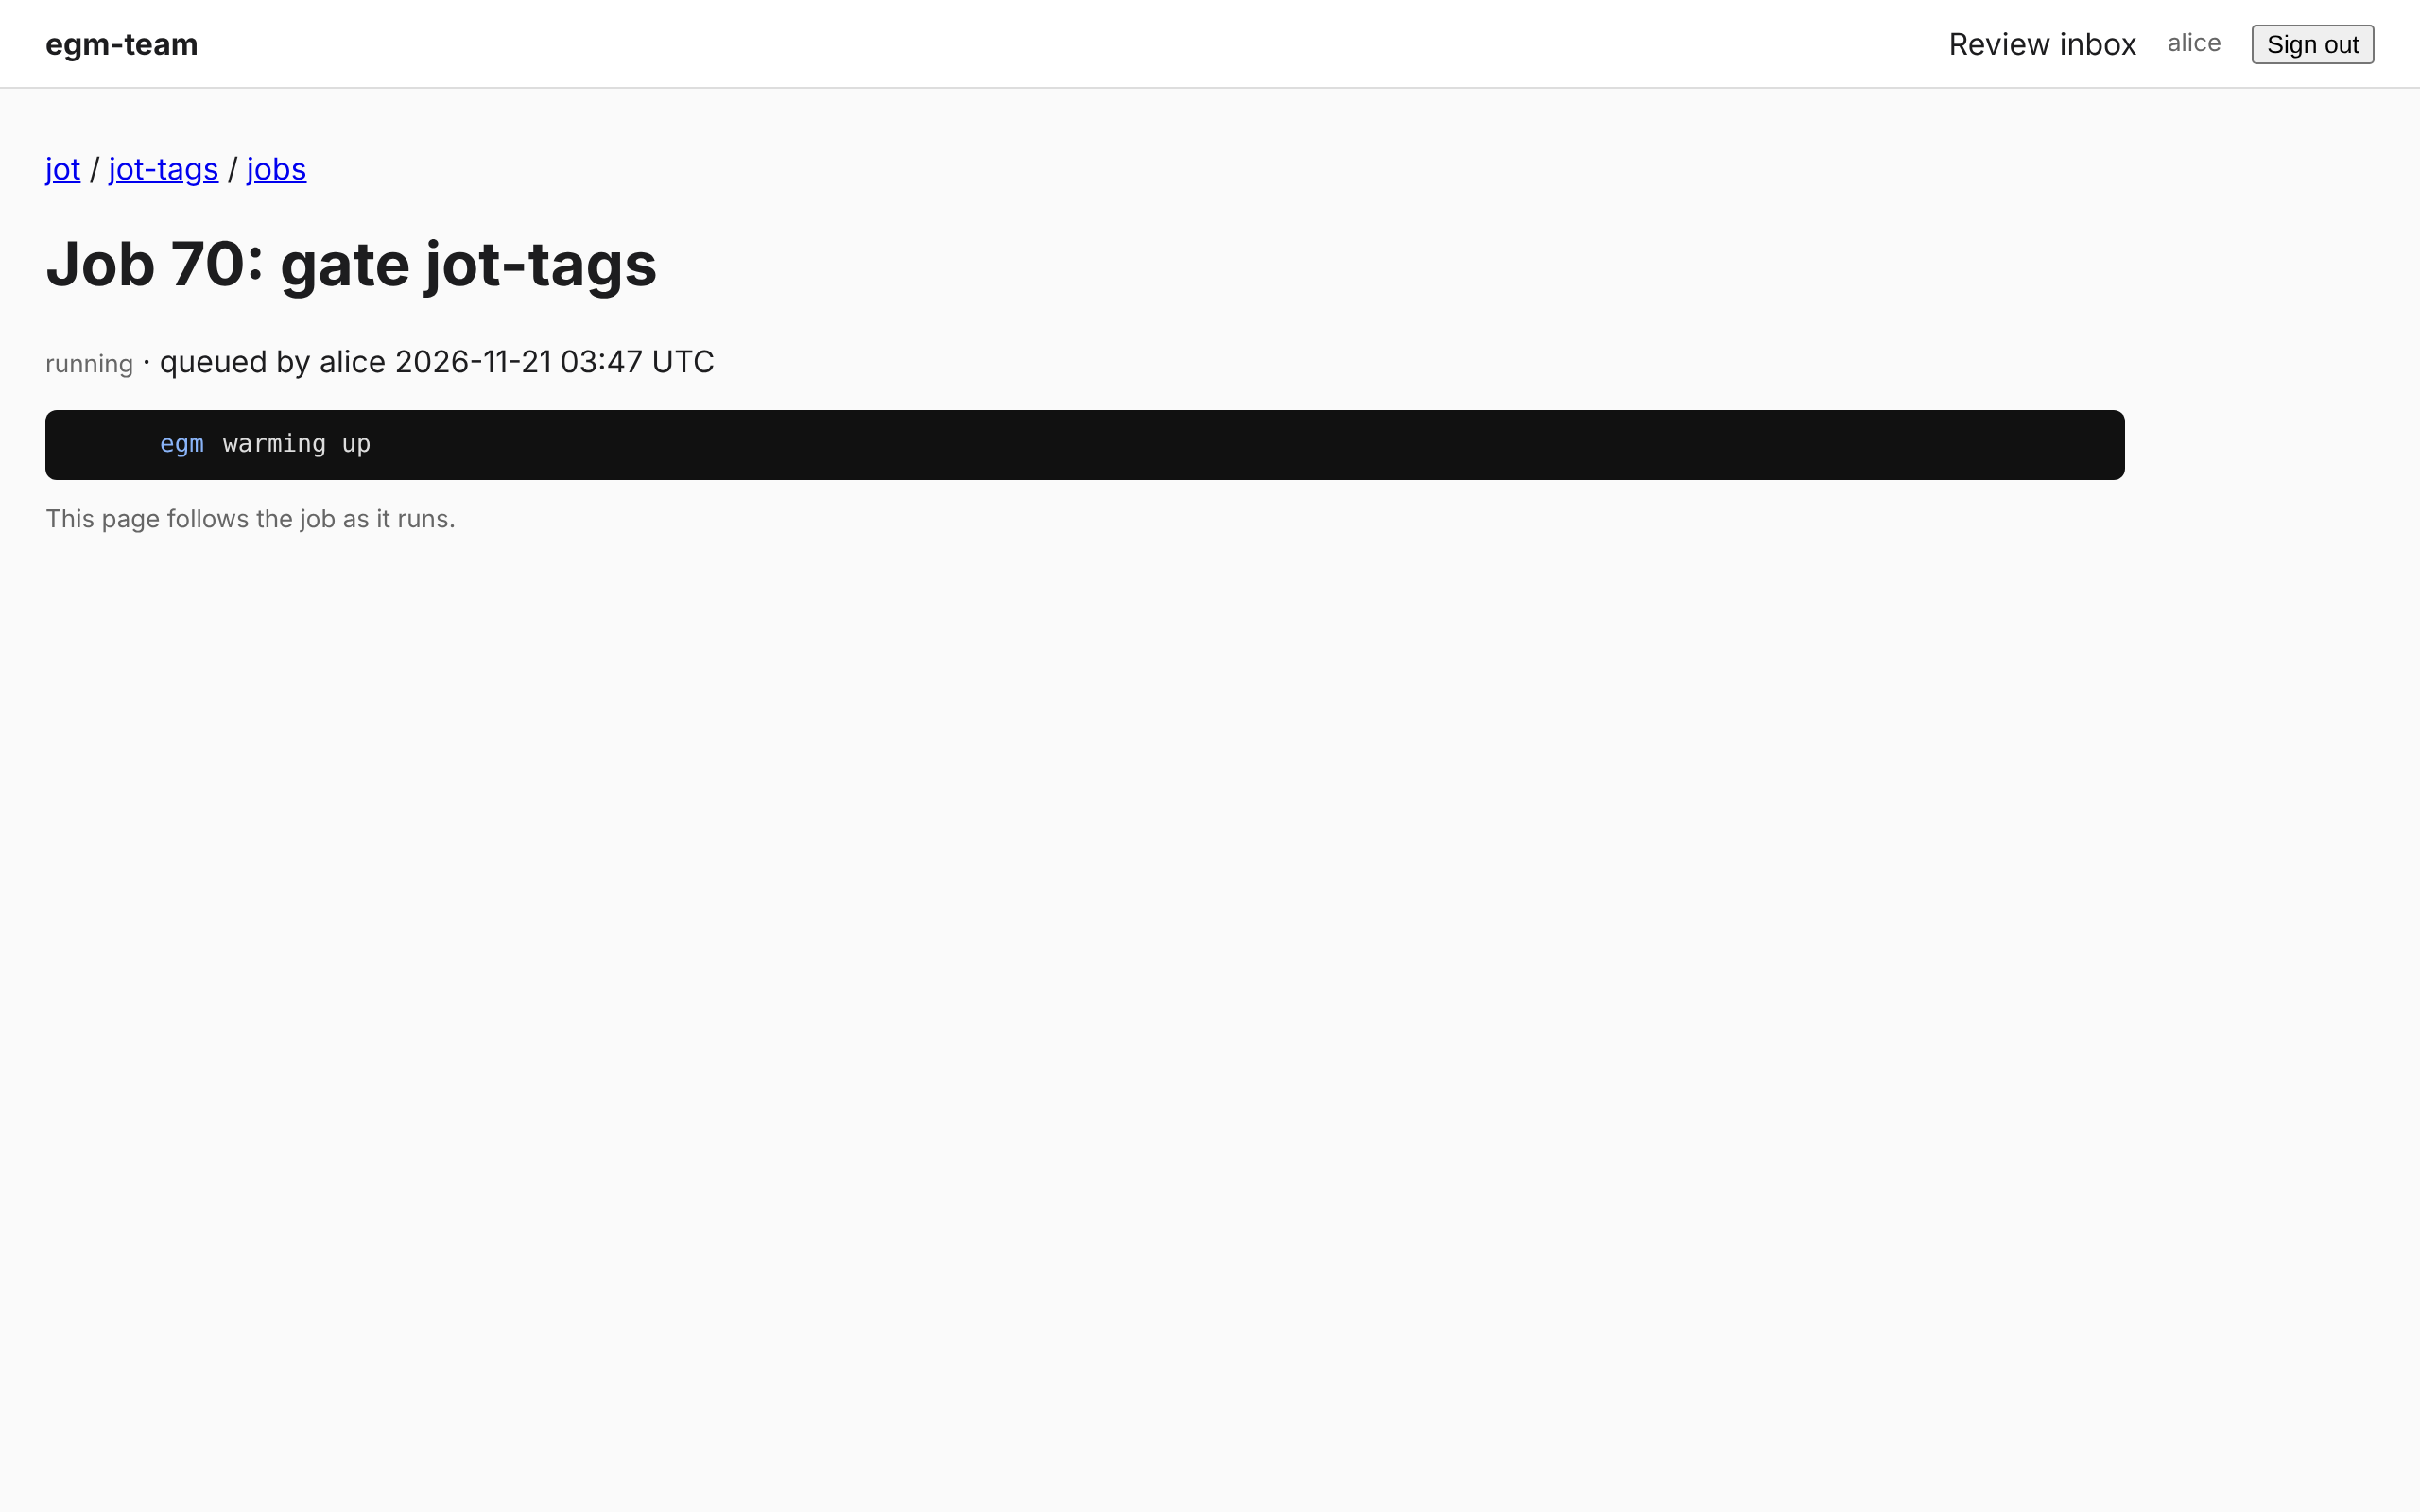 egm-team Review inbox alice Sign out
jot / jot-tags / jobs
Job 70: gate jot-tags
running · queued by alice 2026-11-21 03:47 UTC
egm warming up
This page follows the job as it runs.